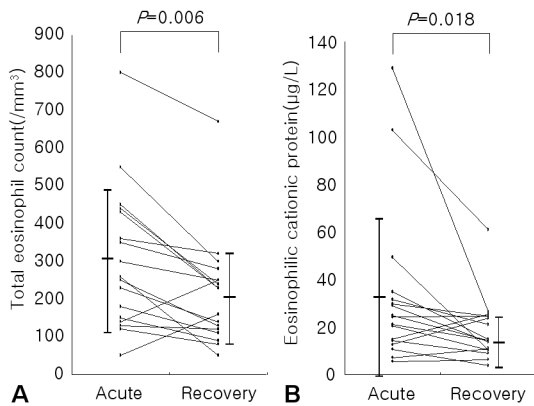 P=0.006
Total eosinophil count(/mm³)
900
800
700
600
500
400
300
200
100
0
Acute Recovery
A
P=0.018
Eosinophilic cationic protein(μg/L)
140
120
100
80
60
40
20
0
Acute Recovery
B